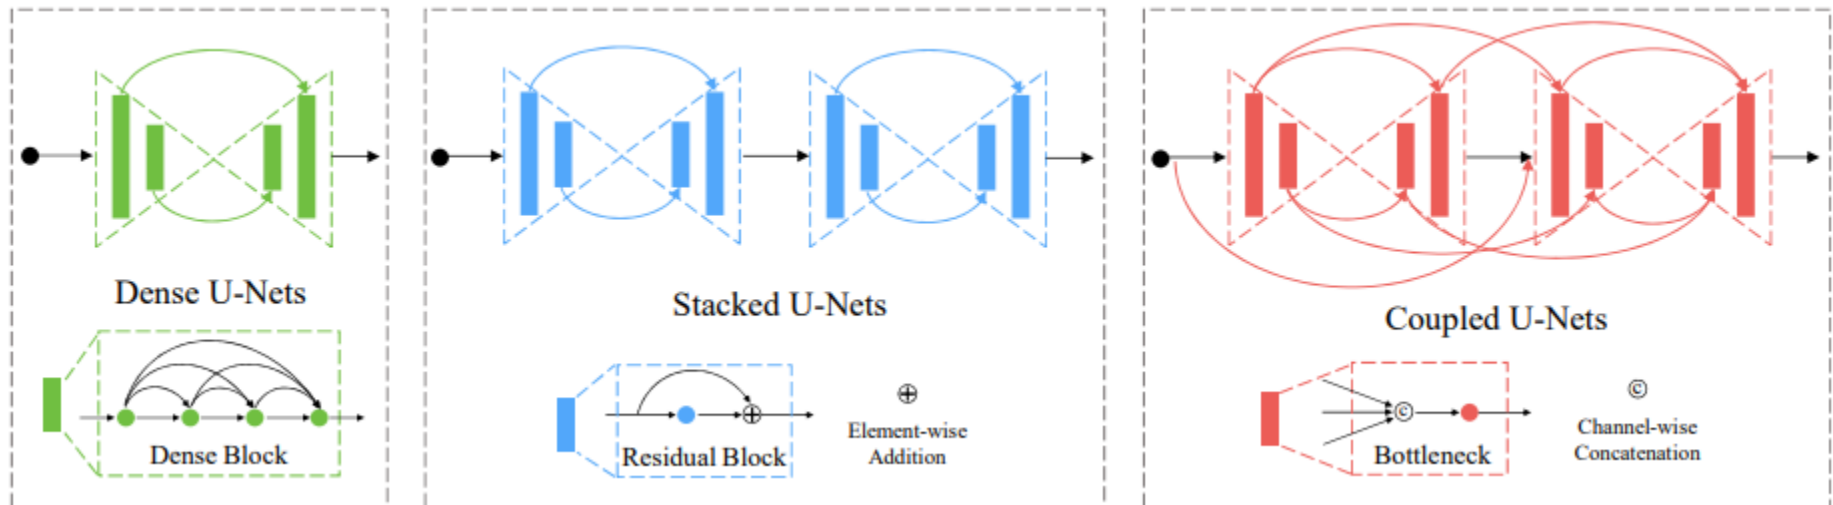 Dense U-Nets
Dense Block
Stacked U-Nets
Residual Block
Element-wise
Addition
Coupled U-Nets
Bottleneck
c
Channel-wise
Concatenation